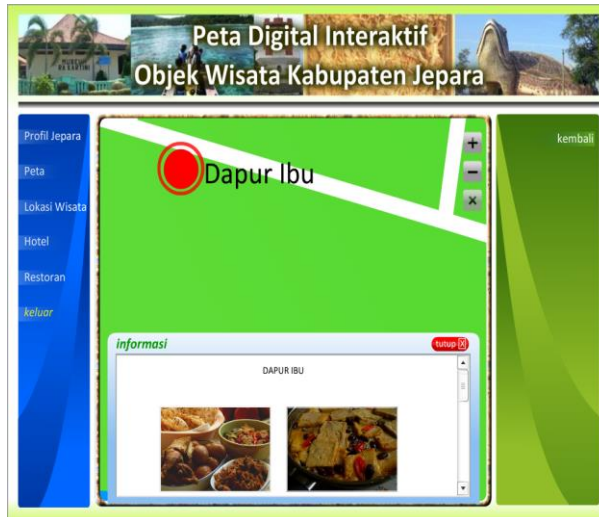 Peta Digital Interaktif
Objek Wisata Kabupaten Jepara
Profil Jepara
Peta
Lokasi Wisata
Hotel
Restoran
keluar
Dapur Ibu
+
−
×
kembali
informasi
tutup X
DAPUR IBU